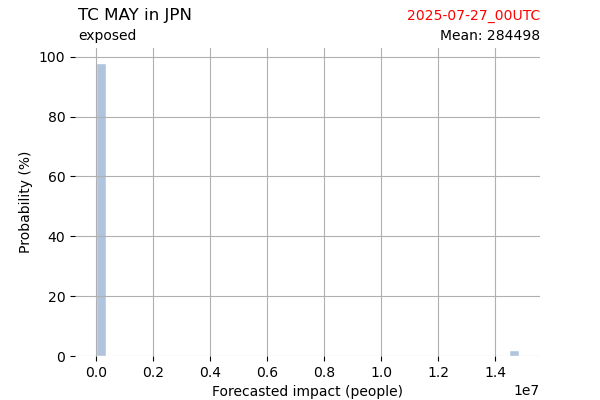 TC MAY in JPN
2025-07-27_00UTC
exposed
Mean: 284498
100
80
60
40
20
0
Probability (%)
0.0 0.2 0.4 0.6 0.8 1.0 1.2 1.4
1e7
Forecasted impact (people)